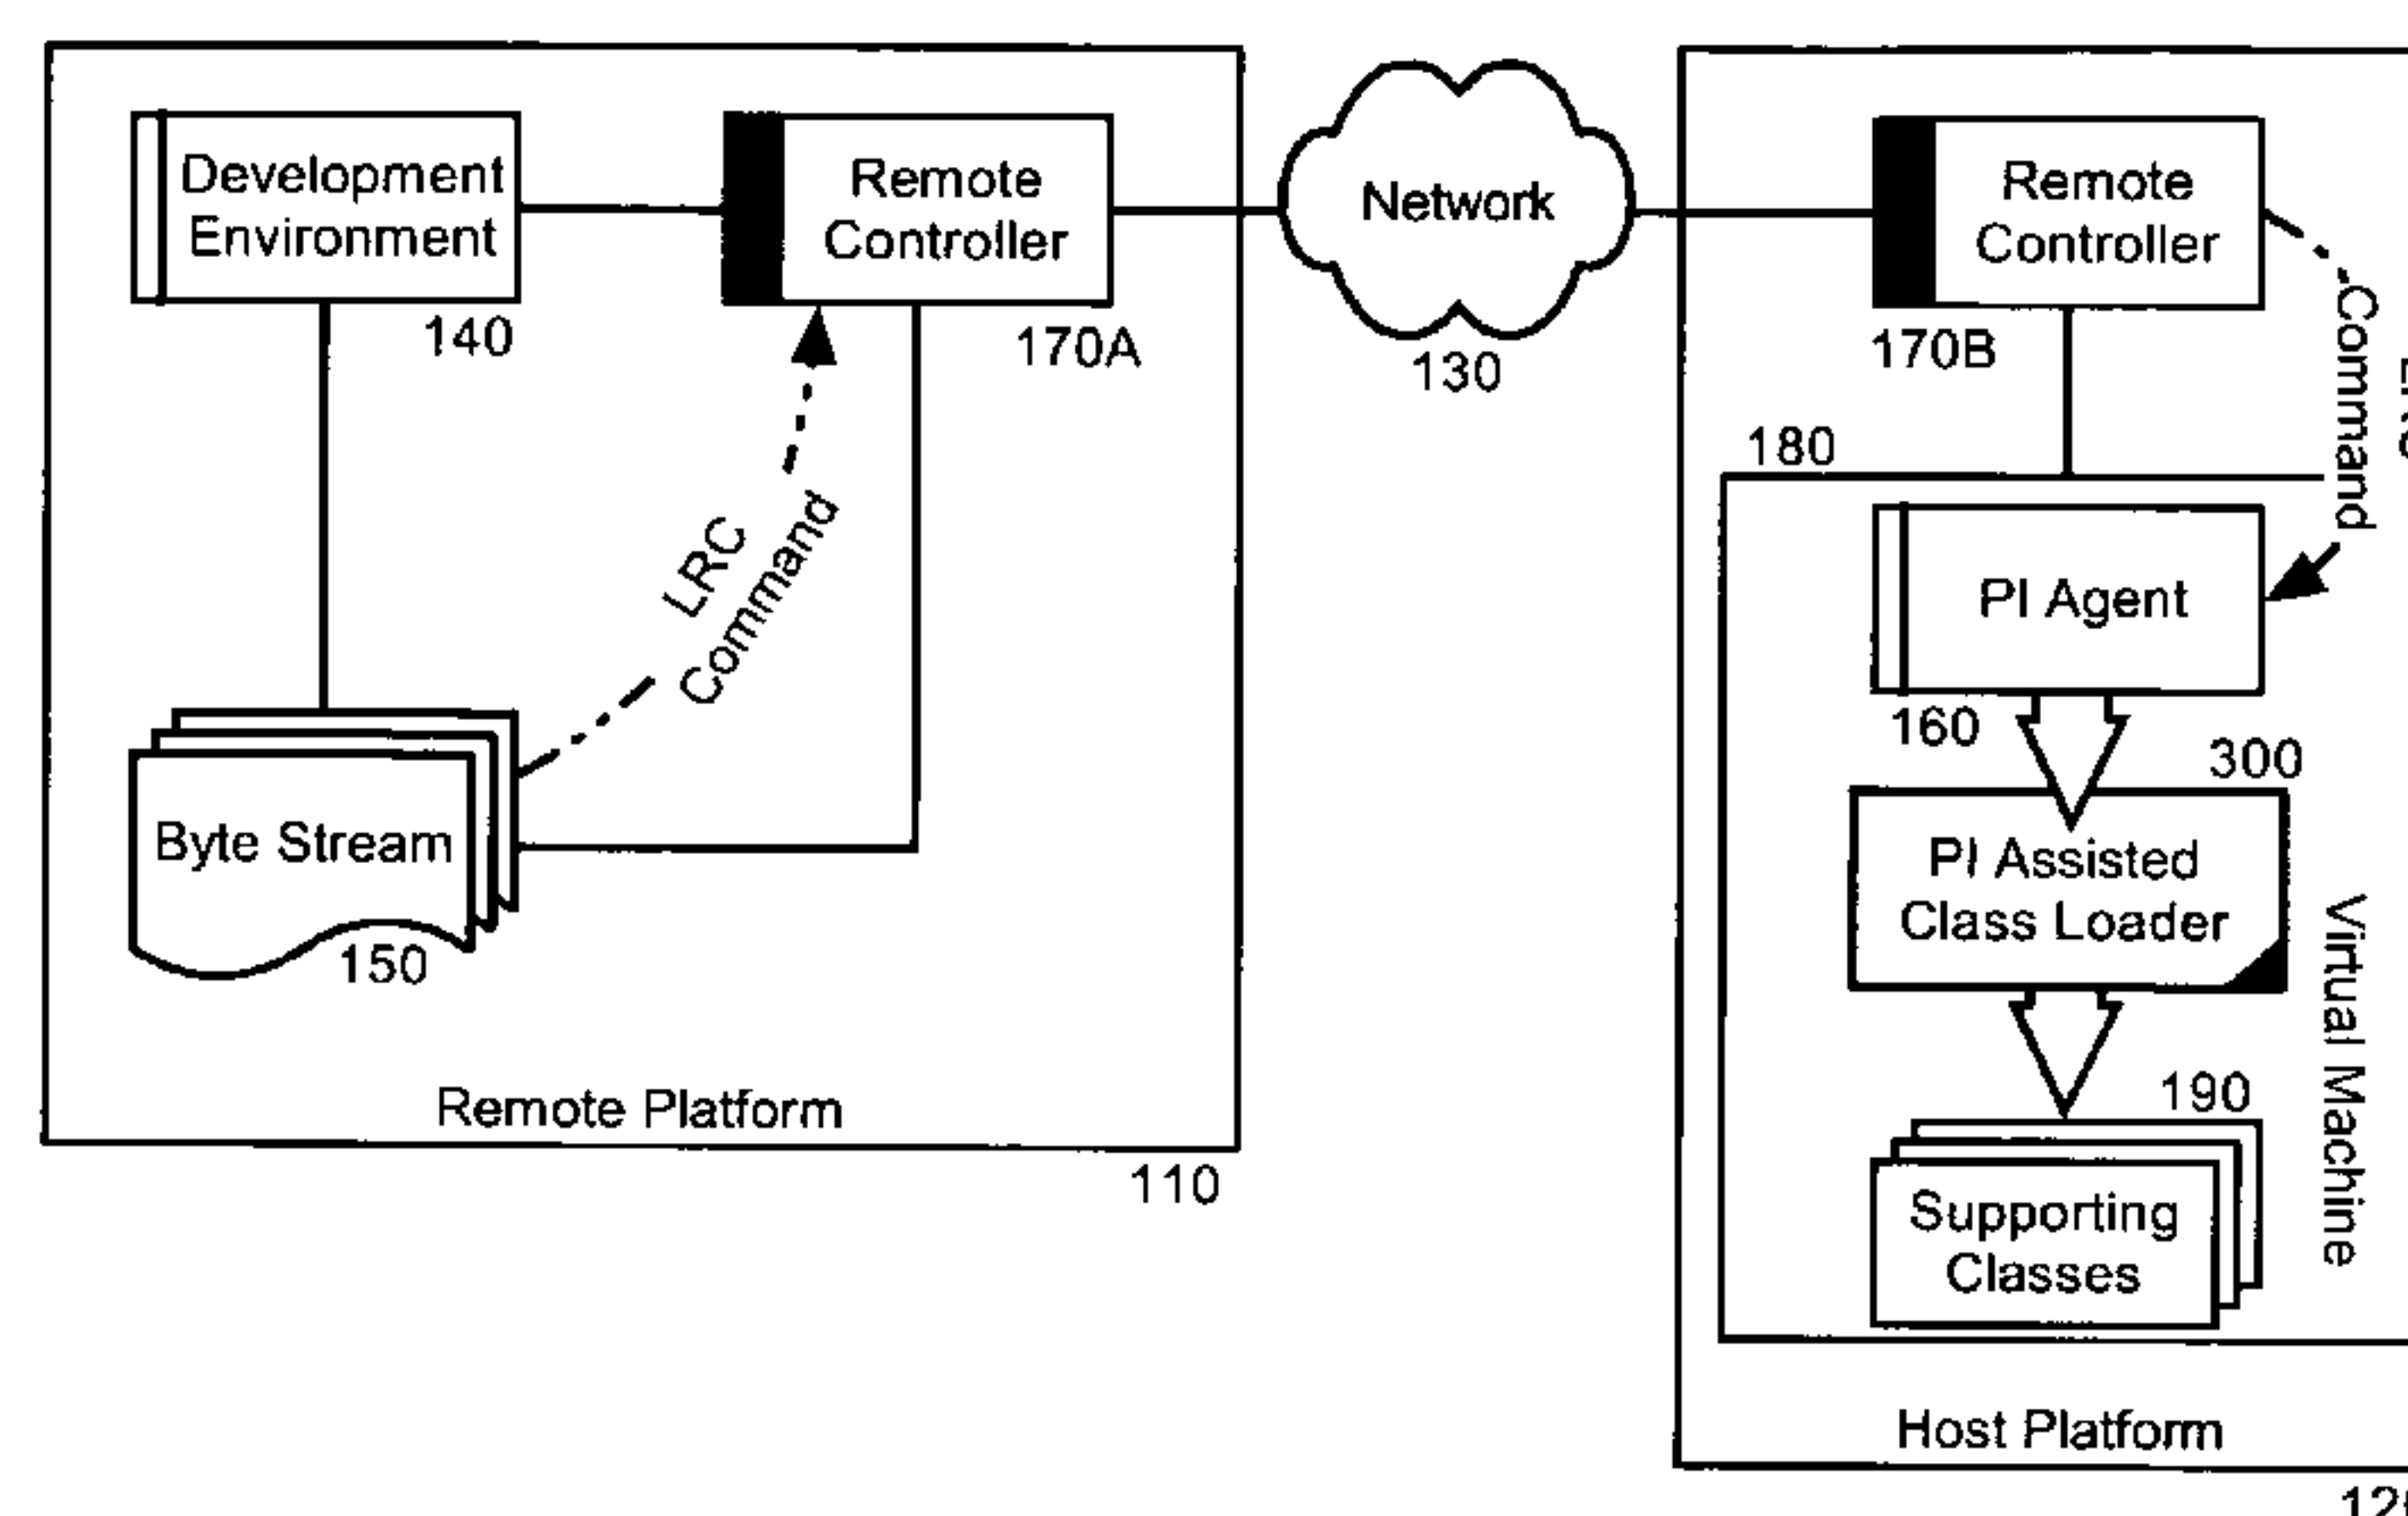 Development
Environment
140
Remote
Controller
170A
Network
130
Remote
Controller
170B
Command
180
LRC
Command
PI Agent
160
300
Byte Stream
150
PI Assisted
Class Loader
Virtual Machine
190
Supporting
Classes
Remote Platform
110
Host Platform